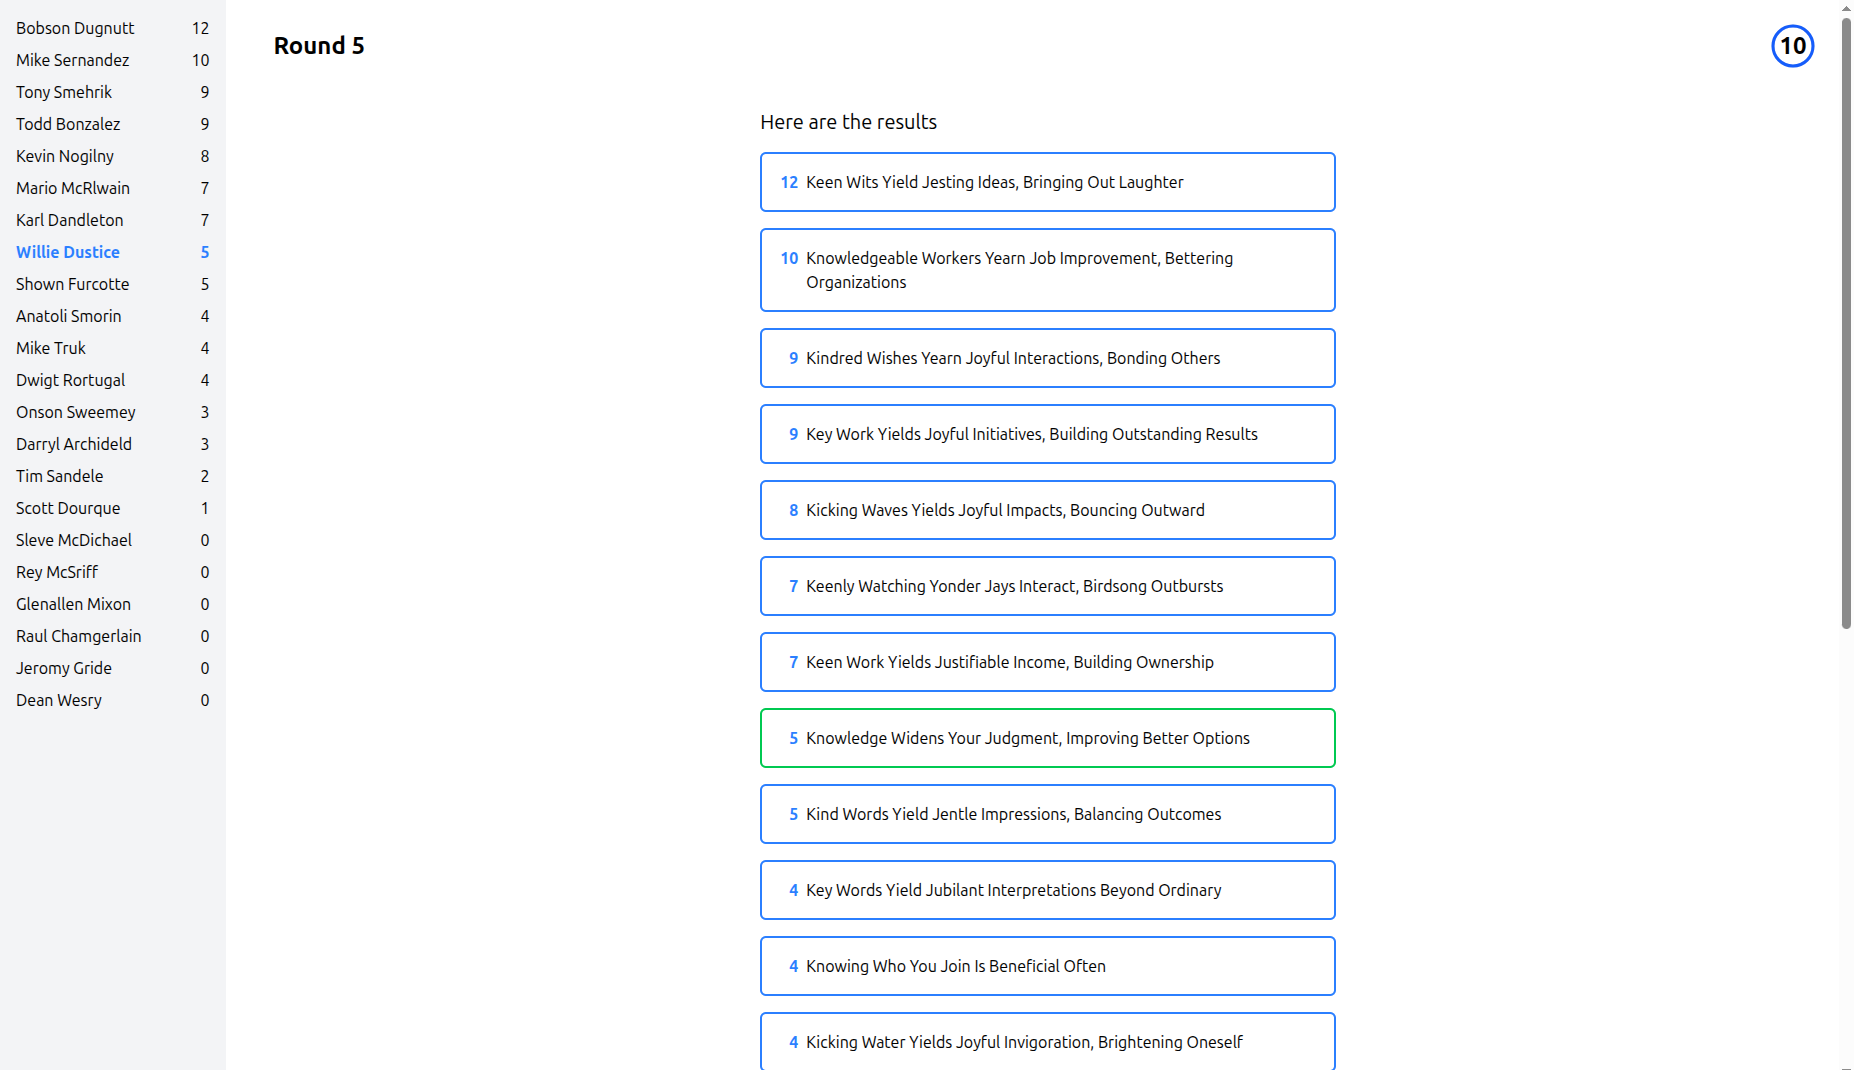 Bobson Dugnutt 12
Mike Sernandez 10
Tony Smehrik 9
Todd Bonzalez 9
Kevin Nogilny 8
Mario McRlwain 7
Karl Dandleton 7
Willie Dustice 5
Shown Furcotte 5
Anatoli Smorin 4
Mike Truk 4
Dwigt Rortugal 4
Onson Sweemey 3
Darryl Archideld 3
Tim Sandele 2
Scott Dourque 1
Sleve McDichael 0
Rey McSriff 0
Glenallen Mixon 0
Raul Chamgerlain 0
Jeromy Gride 0
Dean Wesry 0
Round 5
10
Here are the results
12 Keen Wits Yield Jesting Ideas, Bringing Out Laughter
10 Knowledgeable Workers Yearn Job Improvement, Bettering
Organizations
9 Kindred Wishes Yearn Joyful Interactions, Bonding Others
9 Key Work Yields Joyful Initiatives, Building Outstanding Results
8 Kicking Waves Yields Joyful Impacts, Bouncing Outward
7 Keenly Watching Yonder Jays Interact, Birdsong Outbursts
7 Keen Work Yields Justifiable Income, Building Ownership
5 Knowledge Widens Your Judgment, Improving Better Options
5 Kind Words Yield Jentle Impressions, Balancing Outcomes
4 Key Words Yield Jubilant Interpretations Beyond Ordinary
4 Knowing Who You Join Is Beneficial Often
4 Kicking Water Yields Joyful Invigoration, Brightening Oneself